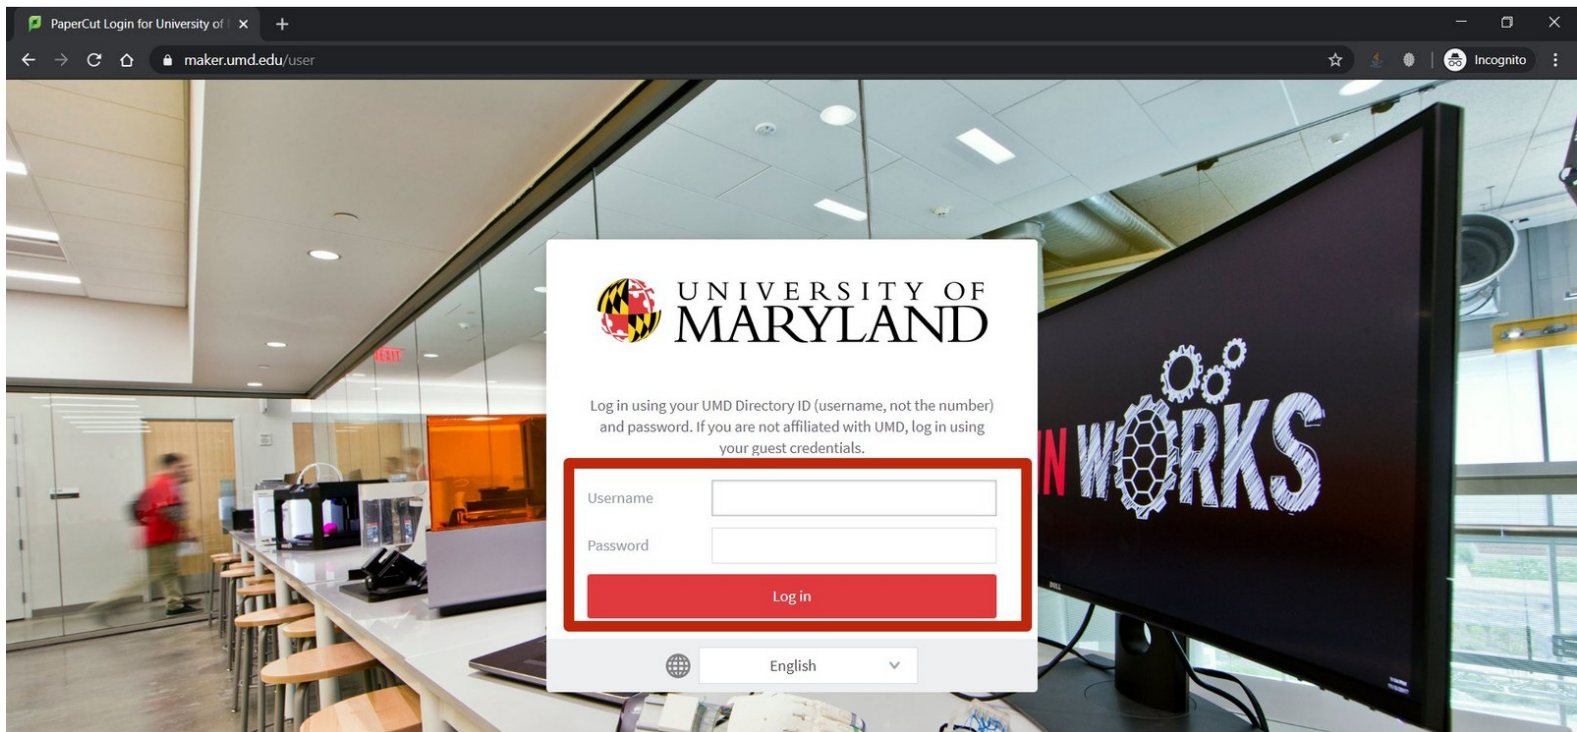 PaperCut Login for University of
maker.umd.edu/user
Incognito
EXIT
UNIVERSITY OF
MARYLAND
Log in using your UMD Directory ID (username, not the number)
and password. If you are not affiliated with UMD, log in using
your guest credentials.
Username
Password
Log in
English
N WORKS
DELL